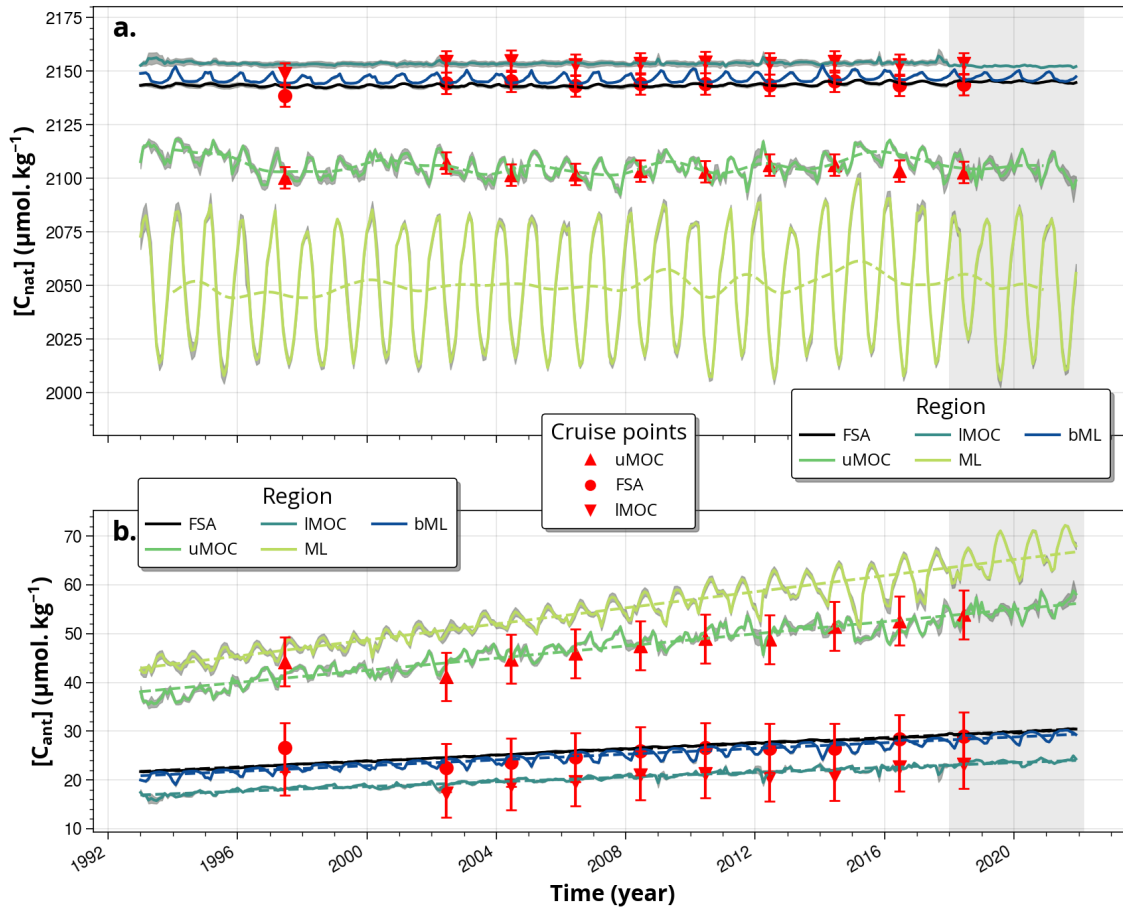 a.
2175
2150
2125
2100
2075
2050
2025
2000
[Cnat] (μmol. kg⁻¹)
Region
FSA lMOC bML
uMOC ML
Cruise points
uMOC
FSA
lMOC
Region
FSA lMOC bML
uMOC ML
b.
70
60
50
40
30
20
10
[Cant] (μmol. kg⁻¹)
1992 1996 2000 2004 2008 2012 2016 2020
Time (year)